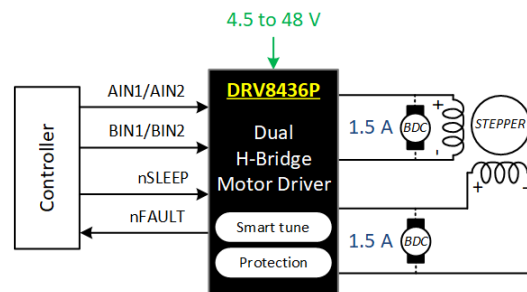 4.5 to 48 V
DRV8436P
Dual
H-Bridge
Motor Driver
Smart tune
Protection
Controller
AIN1/AIN2
BIN1/BIN2
nSLEEP
nFAULT
1.5 A
BDC
+
-
STEPPER
+
-
1.5 A
BDC